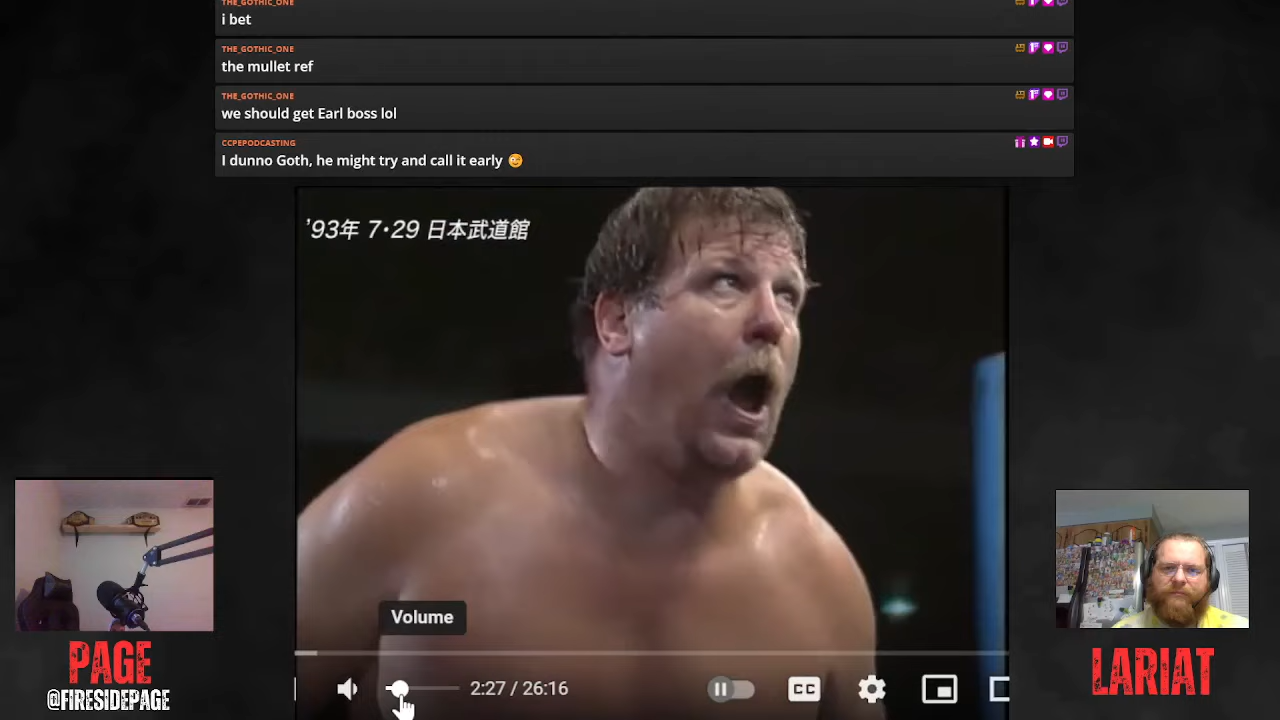 THE_GOTHIC_ONE
i bet
THE_GOTHIC_ONE
the mullet ref
THE_GOTHIC_ONE
we should get Earl boss lol
CCPEPODCASTING
I dunno Goth, he might try and call it early
'93年 7・29 日本武道館
Volume
2:27 / 26:16
CC
PAGE
@FIRESIDEPAGE
LARIAT